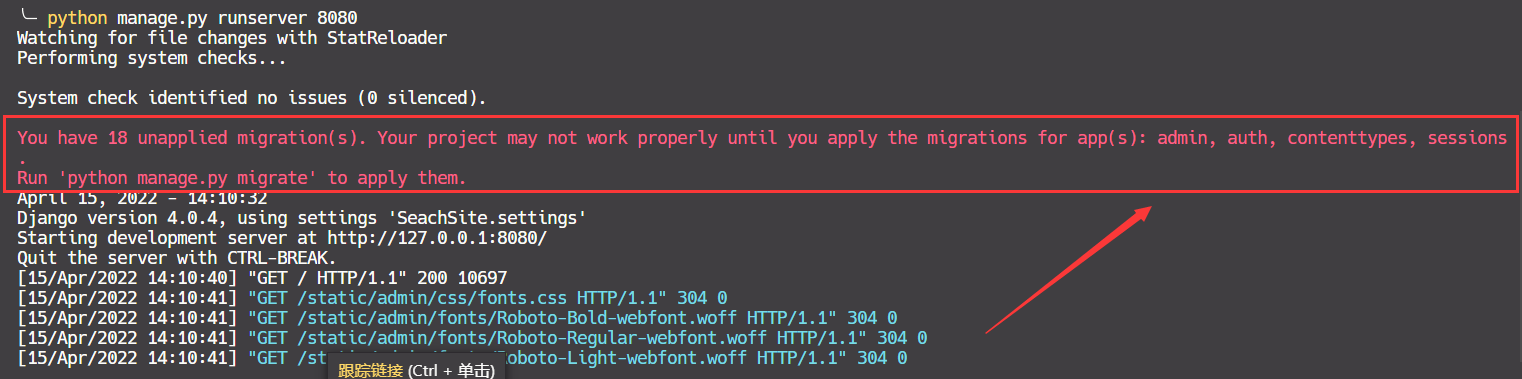 ╰─ python manage.py runserver 8080
Watching for file changes with StatReloader
Performing system checks...
System check identified no issues (0 silenced).
You have 18 unapplied migration(s). Your project may not work properly until you apply the migrations for app(s): admin, auth, contenttypes, sessions
.
Run 'python manage.py migrate' to apply them.
April 15, 2022 - 14:10:32
Django version 4.0.4, using settings 'SeachSite.settings'
Starting development server at http://127.0.0.1:8080/
Quit the server with CTRL-BREAK.
[15/Apr/2022 14:10:40] "GET / HTTP/1.1" 200 10697
[15/Apr/2022 14:10:41] "GET /static/admin/css/fonts.css HTTP/1.1" 304 0
[15/Apr/2022 14:10:41] "GET /static/admin/fonts/Roboto-Bold-webfont.woff HTTP/1.1" 304 0
[15/Apr/2022 14:10:41] "GET /static/admin/fonts/Roboto-Regular-webfont.woff HTTP/1.1" 304 0
[15/Apr/2022 14:10:41] "GET /static/admin/fonts/Roboto-Light-webfont.woff HTTP/1.1" 304 0
跟踪链接 (Ctrl + 单击)